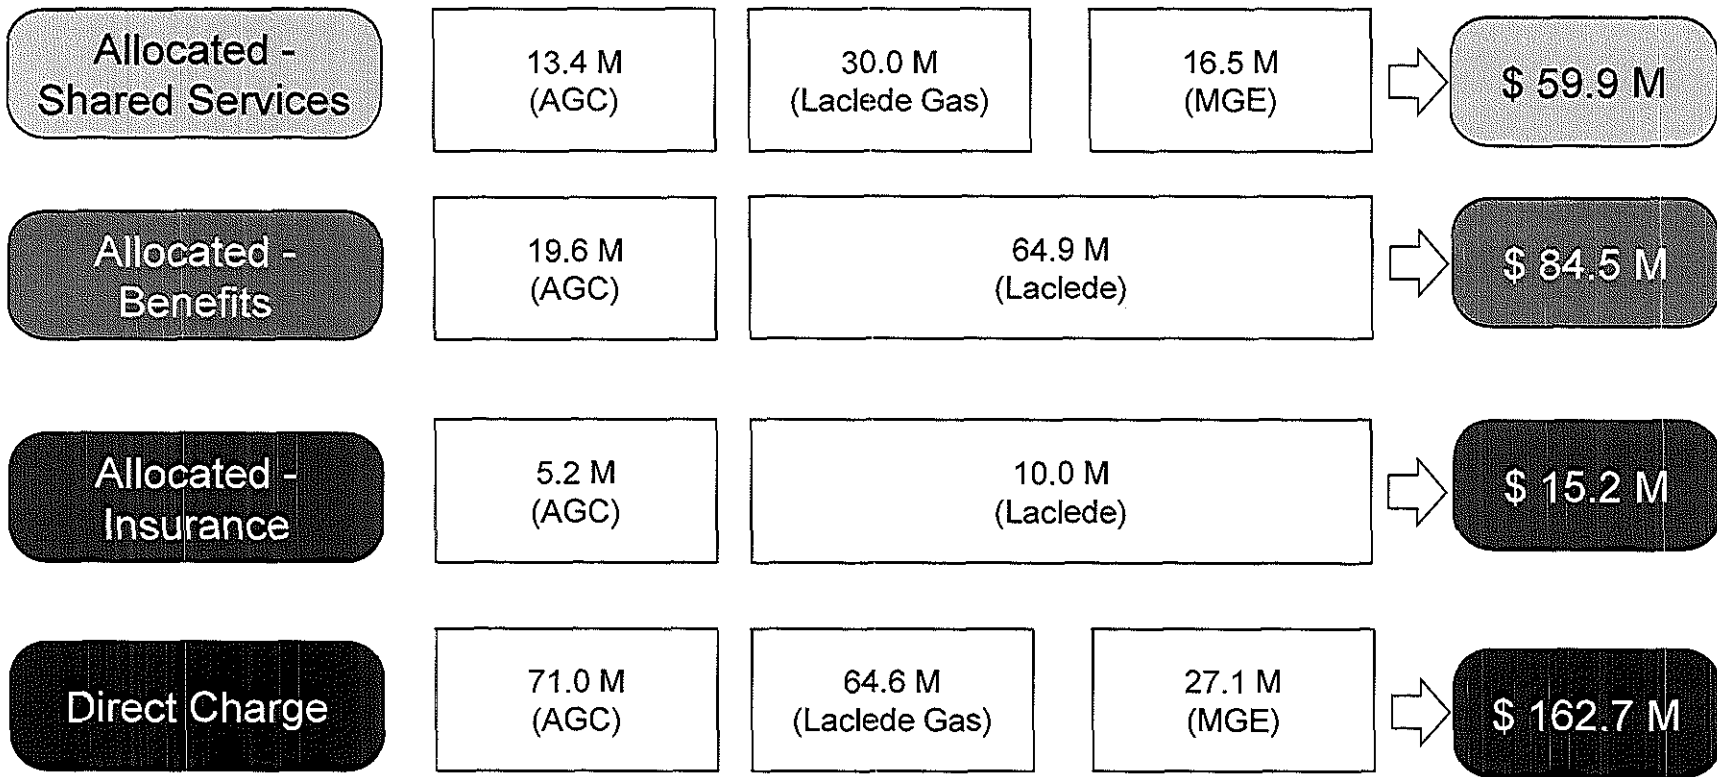 Allocated -
Shared Services
13.4 M
(AGC)
30.0 M
(Laclede Gas)
16.5 M
(MGE)
$ 59.9 M
Allocated -
Benefits
19.6 M
(AGC)
64.9 M
(Laclede)
$ 84.5 M
Allocated -
Insurance
5.2 M
(AGC)
10.0 M
(Laclede)
$ 15.2 M
Direct Charge
71.0 M
(AGC)
64.6 M
(Laclede Gas)
27.1 M
(MGE)
$ 162.7 M